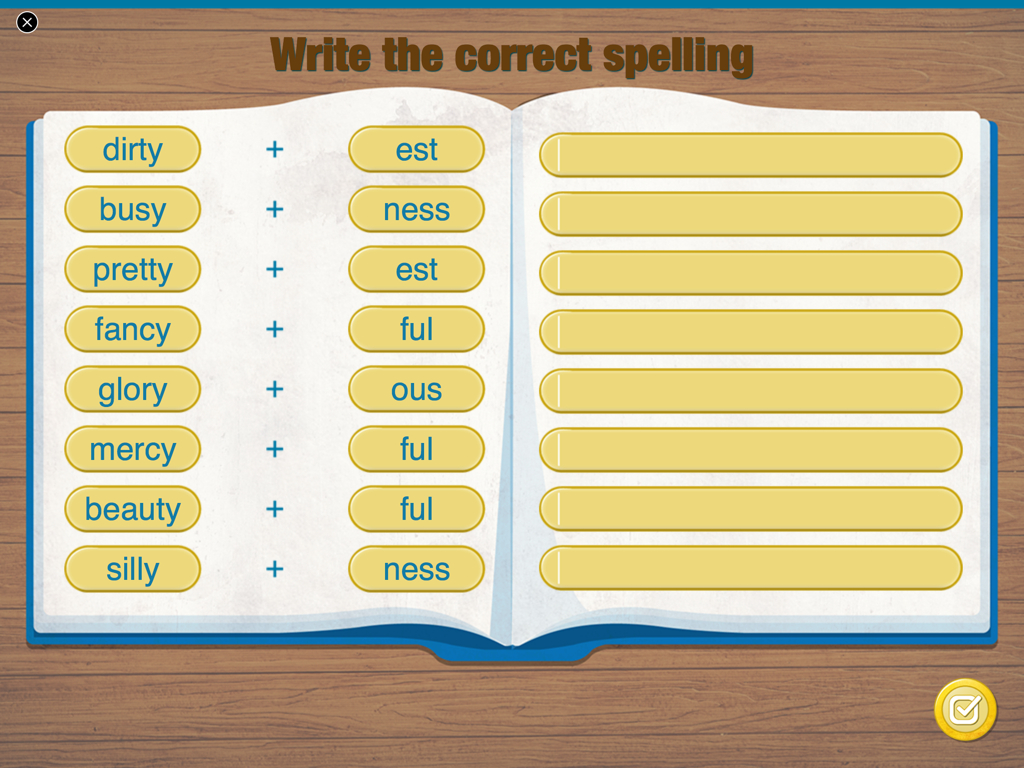 Write the correct spelling
dirty + est
busy + ness
pretty + est
fancy + ful
glory + ous
mercy + ful
beauty + ful
silly + ness